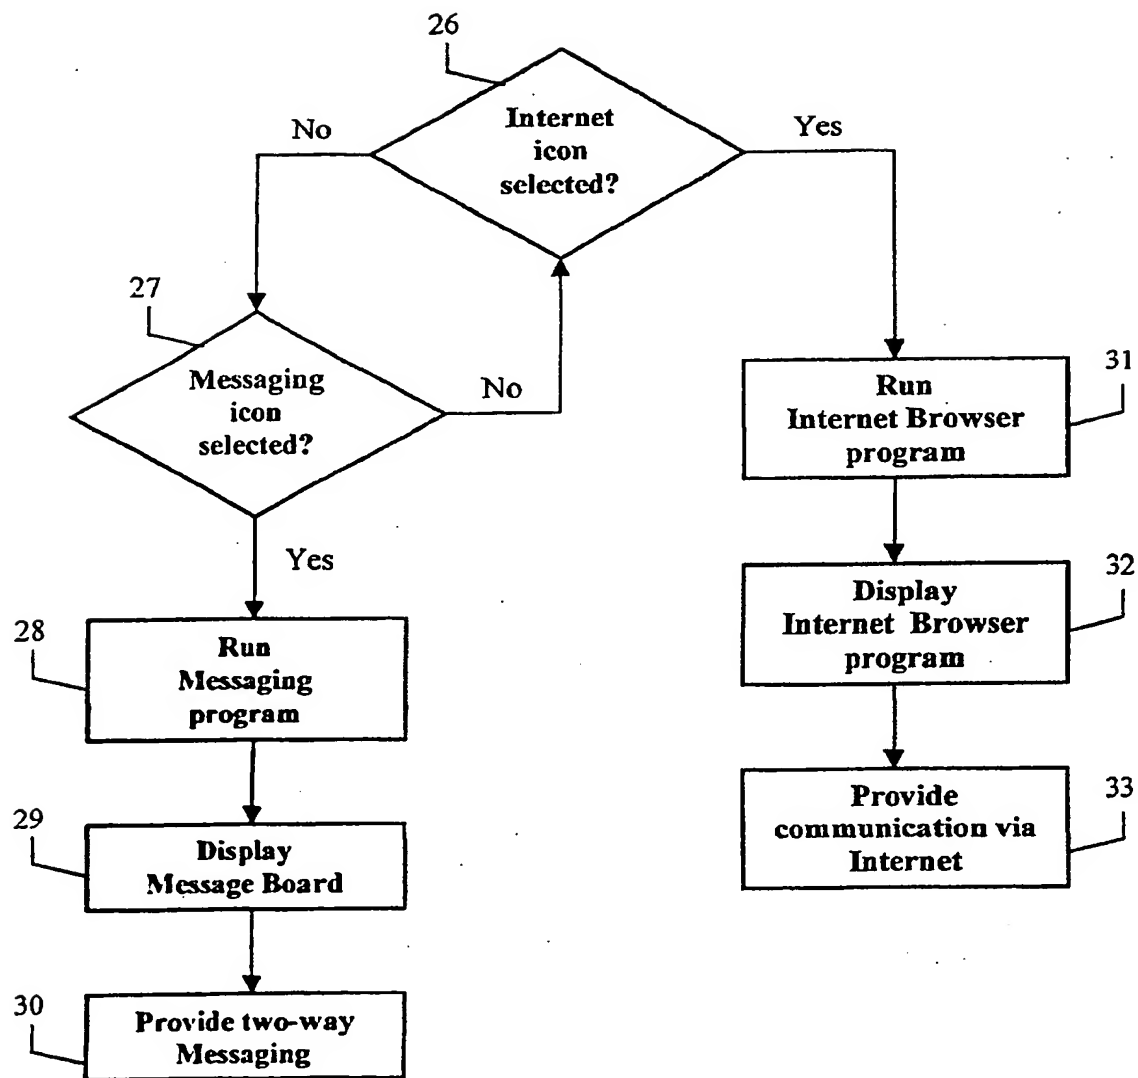 26
Internet
icon
selected?
No
Yes
27
Messaging
icon
selected?
No
Yes
28
Run
Messaging
program
29
Display
Message Board
30
Provide two-way
Messaging
31
Run
Internet Browser
program
32
Display
Internet Browser
program
33
Provide
communication via
Internet